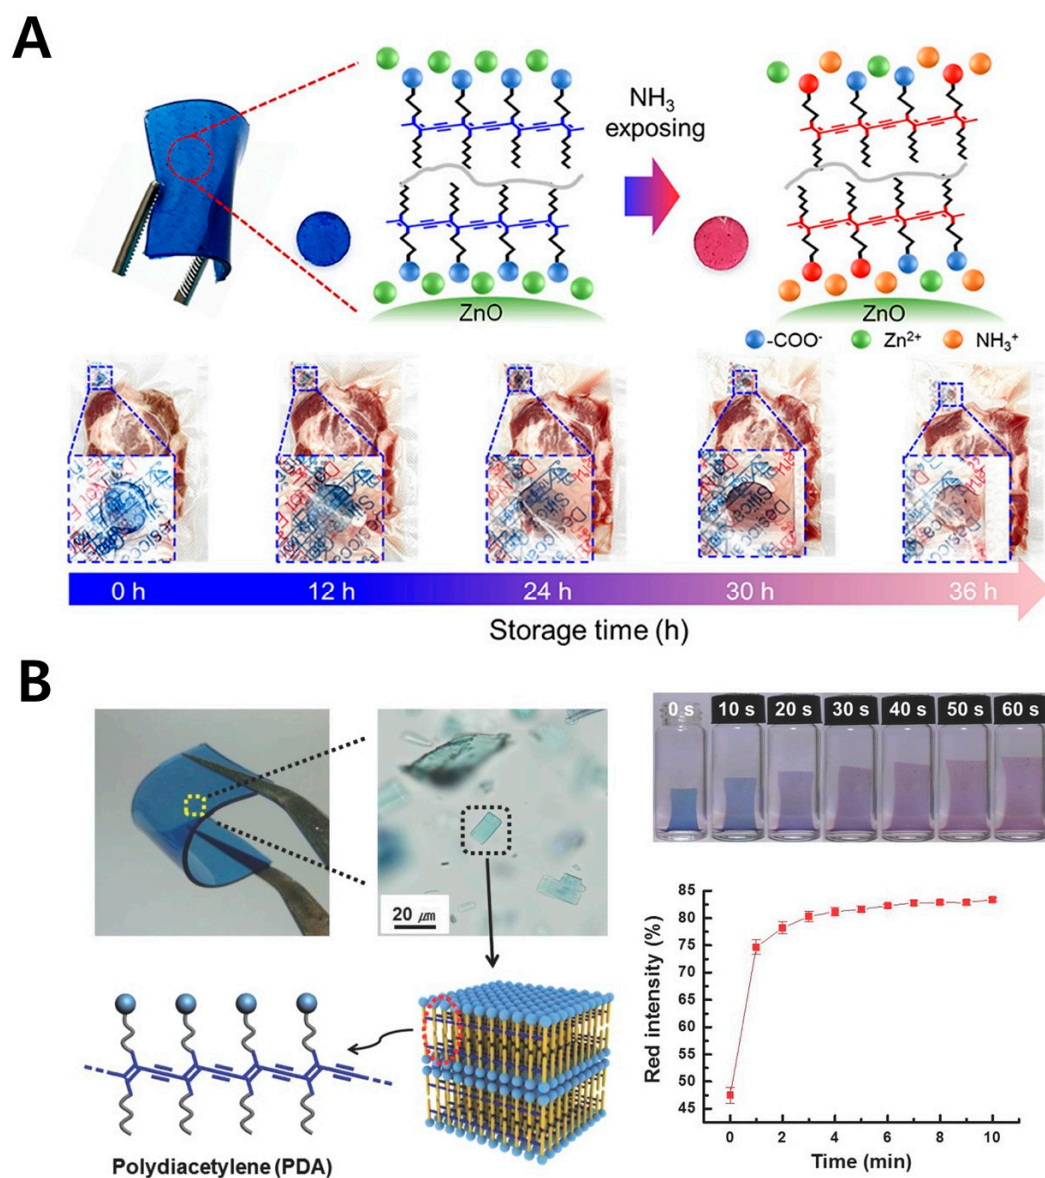 A
NH₃
exposing
ZnO
ZnO
-COO⁻
Zn²⁺
NH₃⁺
0 h
12 h
24 h
30 h
36 h
Storage time (h)
B
0 s
10 s
20 s
30 s
40 s
50 s
60 s
20 μm
Polydiacetylene (PDA)
Red intensity (%)
85
80
75
70
65
60
55
50
45
0
2
4
6
8
10
Time (min)